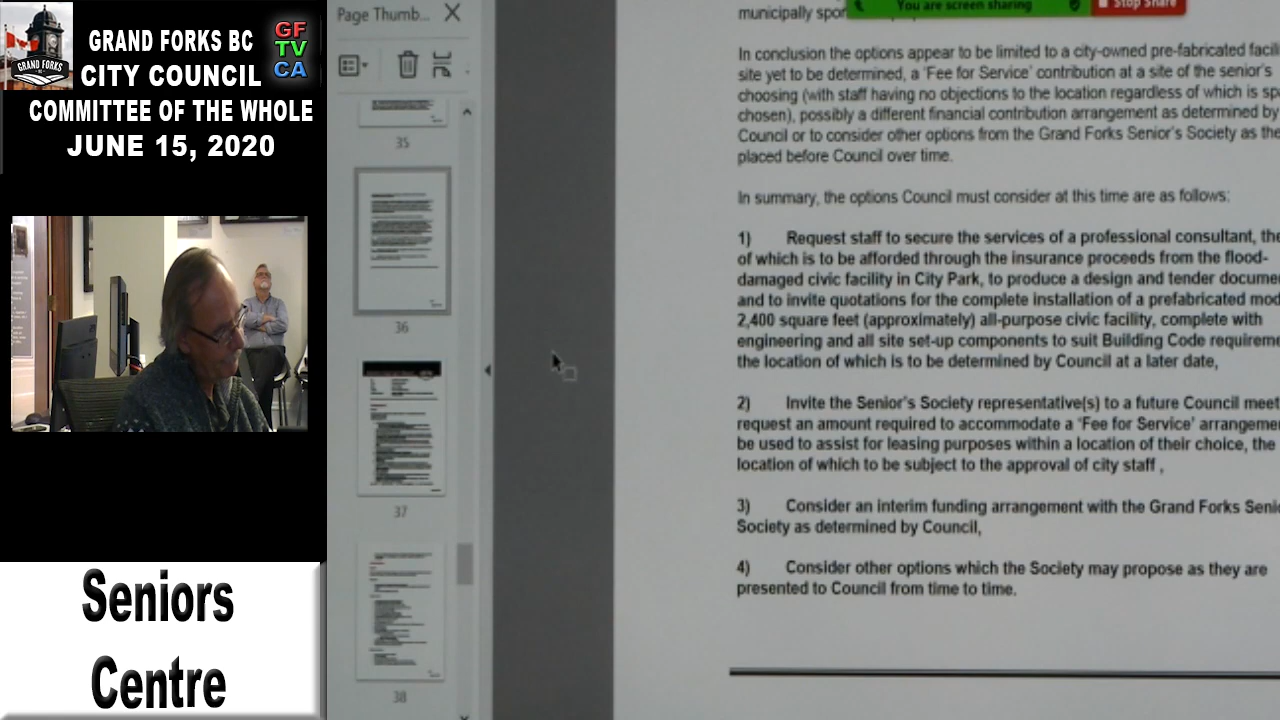 GRAND FORKS BC
CITY COUNCIL
COMMITTEE OF THE WHOLE
JUNE 15, 2020
GF
TV
CA
GRAND FORKS
Seniors
Centre
Page Thumb...
35
36
37
38
You are screen sharing
Stop Share
municipally
In conclusion the options appear to be limited to a city-owned pre-fabricated
site yet to be determined, a 'Fee for Service' contribution at a site of the senior's
choosing (with staff having no objections to the location regardless of which is
chosen), possibly a different financial contribution arrangement as determined by
Council or to consider other options from the Grand Forks Senior's Society as
placed before Council over time.
In summary, the options Council must consider at this time are as follows:
1) Request staff to secure the services of a professional consultant,
of which is to be afforded through the insurance proceeds from the flood-
damaged civic facility in City Park, to produce a design and tender
and to invite quotations for the complete installation of a prefabricated
2,400 square feet (approximately) all-purpose civic facility, complete with
engineering and all site set-up components to suit Building Code
the location of which is to be determined by Council at a later date,
2) Invite the Senior's Society representative(s) to a future Council
request an amount required to accommodate a 'Fee for Service'
be used to assist for leasing purposes within a location of their choice, the
location of which to be subject to the approval of city staff ,
3) Consider an interim funding arrangement with the Grand Forks
Society as determined by Council,
4) Consider other options which the Society may propose as they are
presented to Council from time to time.